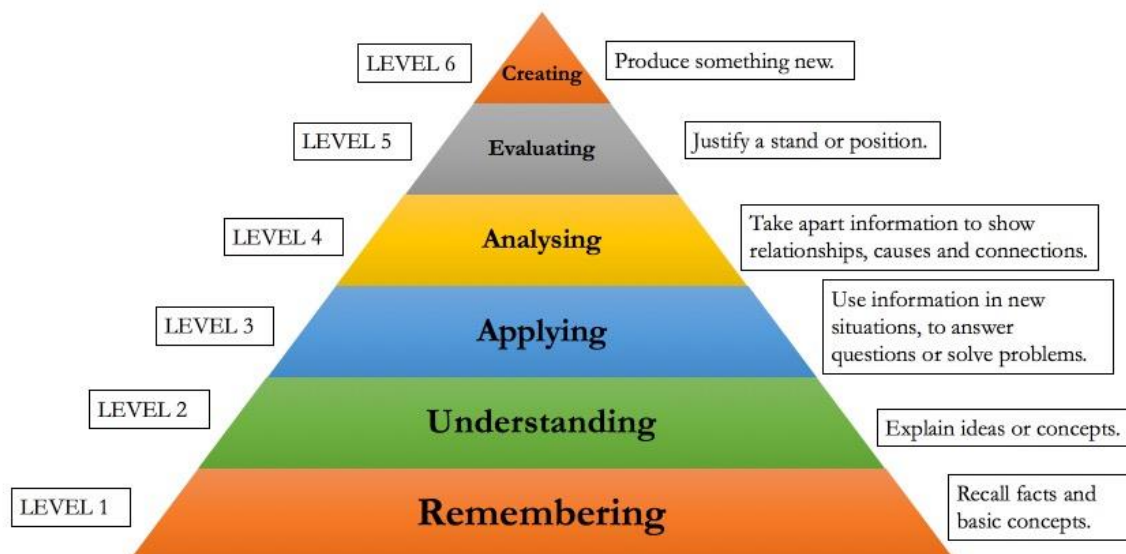 LEVEL 6
Creating
Produce something new.
LEVEL 5
Evaluating
Justify a stand or position.
LEVEL 4
Analysing
Take apart information to show
relationships, causes and connections.
LEVEL 3
Applying
Use information in new
situations, to answer
questions or solve problems.
LEVEL 2
Understanding
Explain ideas or concepts.
LEVEL 1
Remembering
Recall facts and
basic concepts.